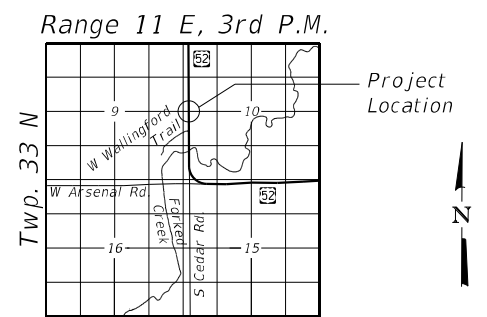 Range 11 E, 3rd P.M.
52
Project
Location
9
10
W Wallingford
Trail
Twp. 33 N
W Arsenal Rd.
52
Forked
Creek
S Cedar Rd.
16
15
N